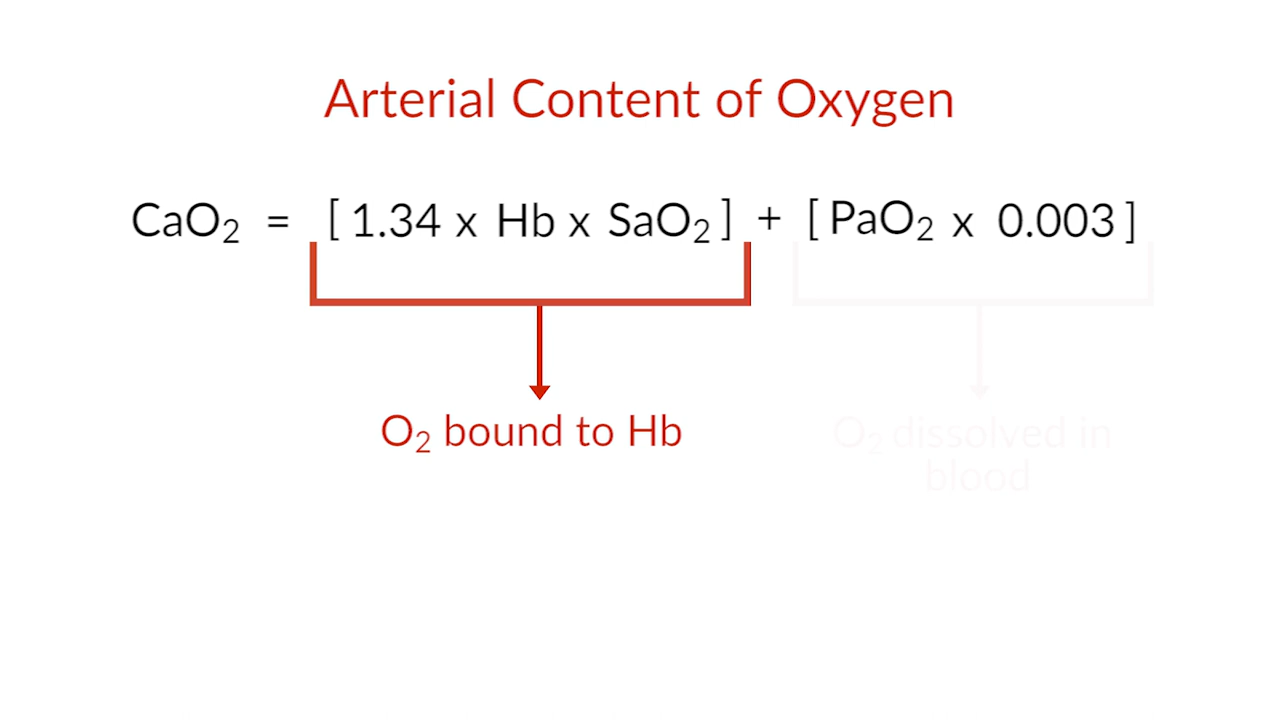 Arterial Content of Oxygen
CaO₂ = [ 1.34 x Hb x SaO₂ ] + [ PaO₂ x 0.003 ]
O₂ bound to Hb
O₂ dissolved in
blood